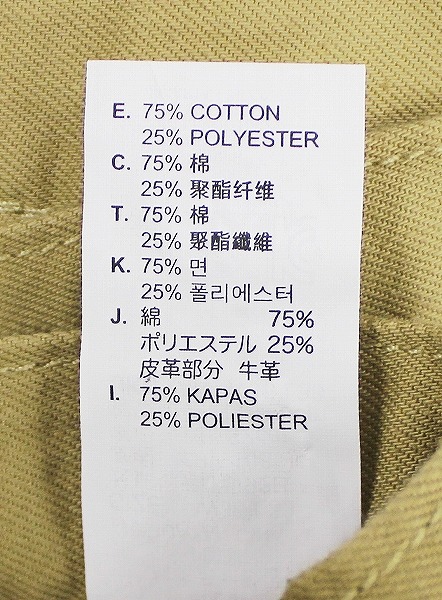 E. 75% COTTON
25% POLYESTER
C. 75% 棉
25% 聚酯纤维
T. 75% 棉
25% 聚酯纖維
K. 75% 면
25% 폴리에스터
J. 綿 75%
ポリエステル 25%
皮革部分 牛革
I. 75% KAPAS
25% POLIESTER